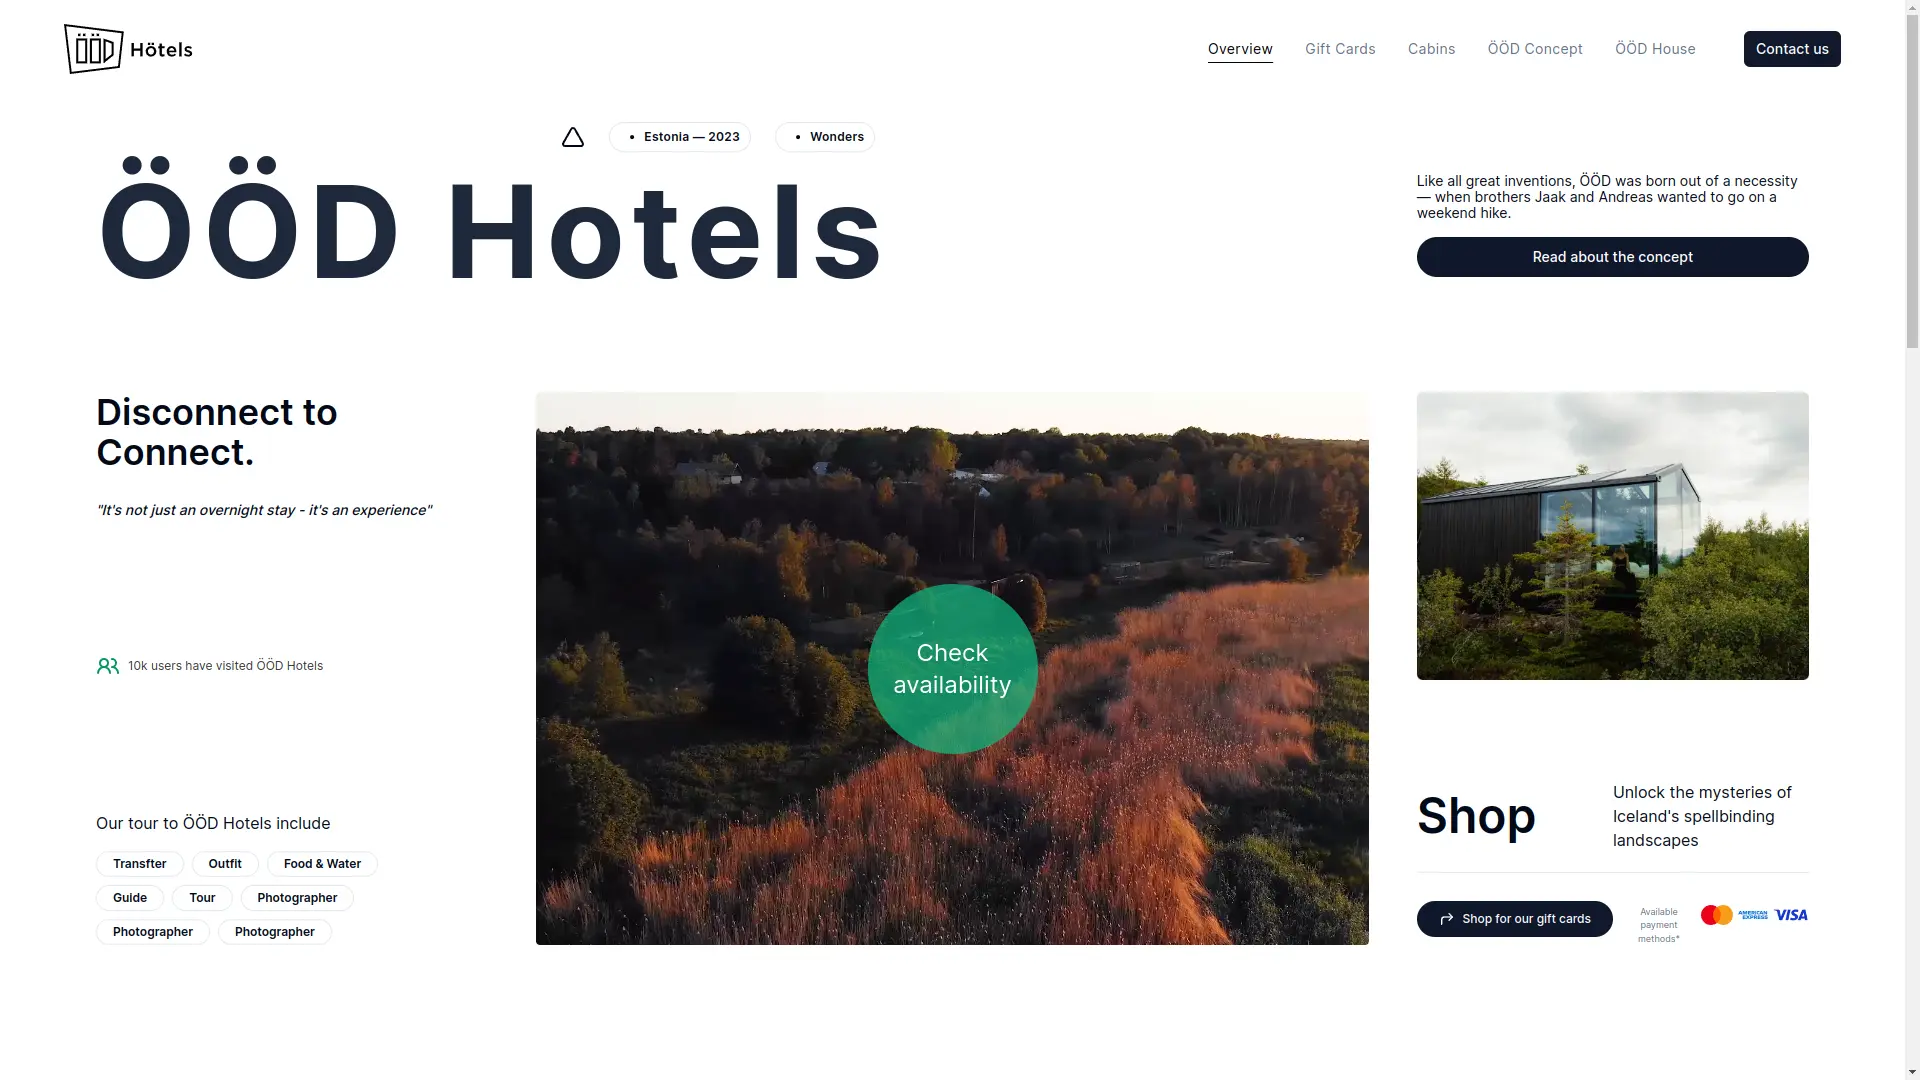 ÖÖD Hötels
Overview
Gift Cards
Cabins
ÖÖD Concept
ÖÖD House
Contact us
Estonia — 2023
Wonders
ÖÖD Hotels
Like all great inventions, ÖÖD was born out of a necessity
— when brothers Jaak and Andreas wanted to go on a
weekend hike.
Read about the concept
Disconnect to
Connect.
"It's not just an overnight stay - it's an experience"
10k users have visited ÖÖD Hotels
Our tour to ÖÖD Hotels include
Transfter
Outfit
Food & Water
Guide
Tour
Photographer
Photographer
Photographer
Check
availability
Shop
Unlock the mysteries of
Iceland's spellbinding
landscapes
Shop for our gift cards
Available
payment
methods*
AMERICAN
EXPRESS
VISA